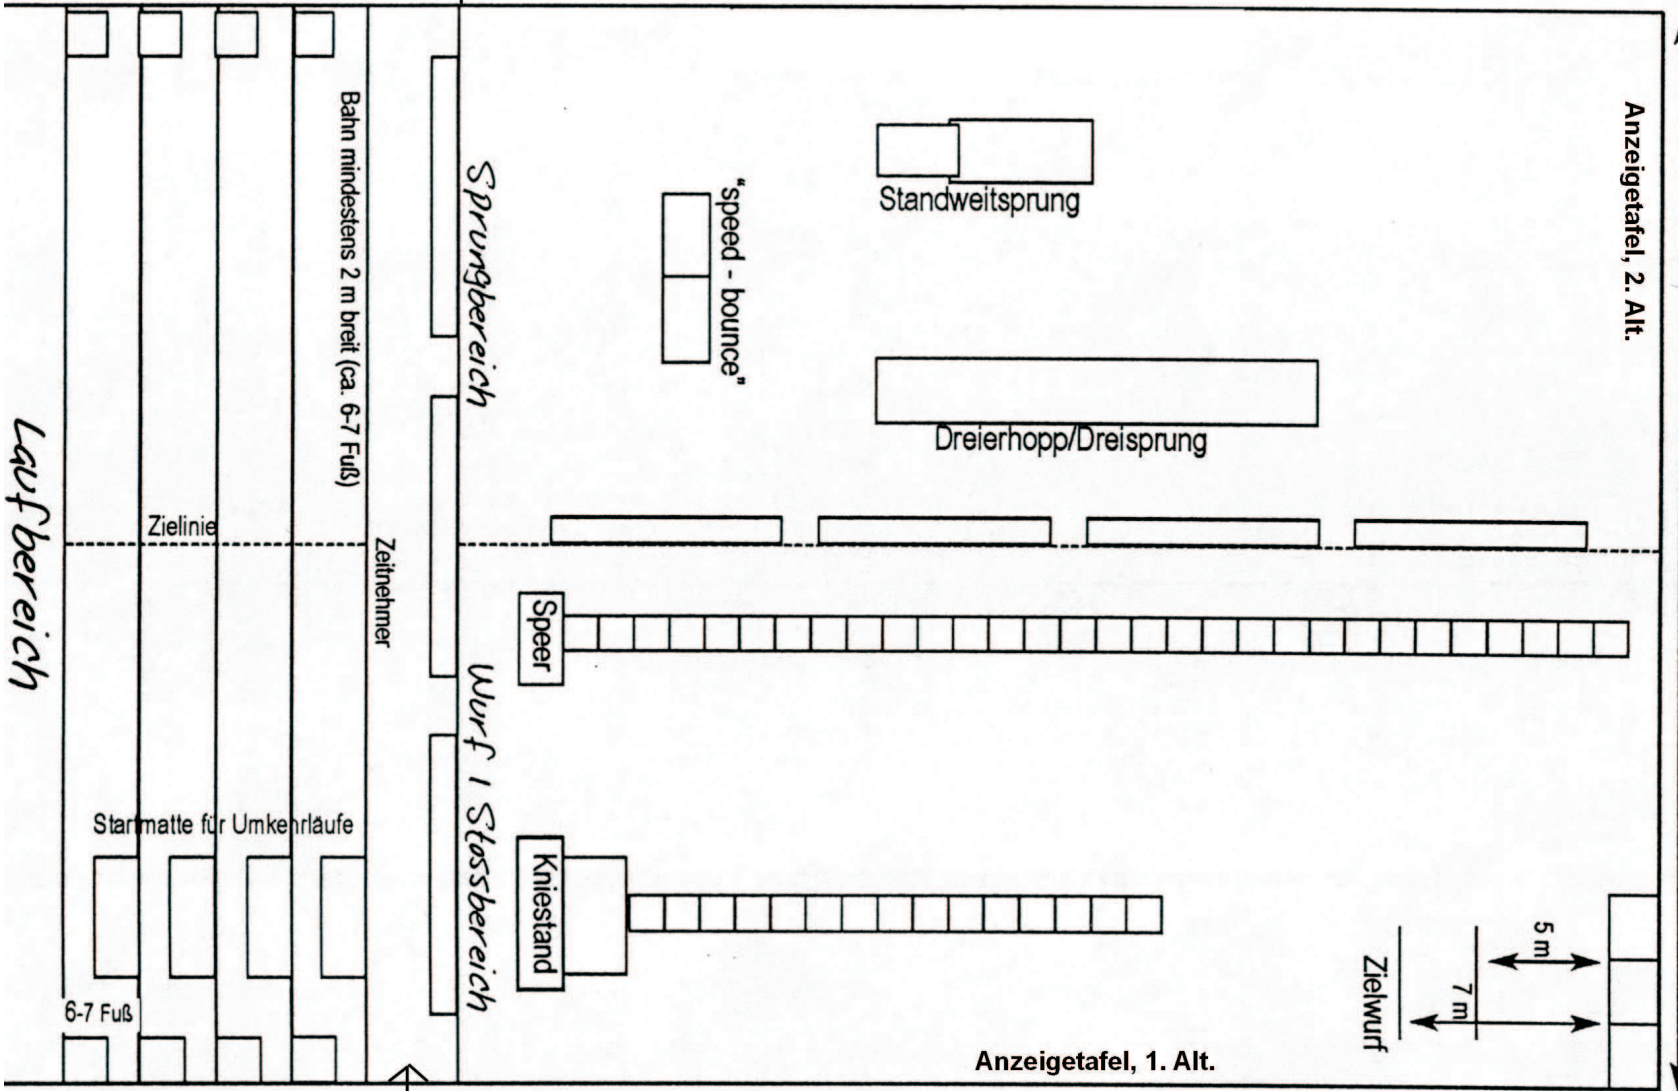 Anzeigetafel, 2. Alt.
Standweitsprung
"speed - bounce"
Dreierhopp/Dreisprung
Sprungbereich
Bahn mindestens 2 m breit (ca. 6-7 Fuß)
Laufbereich
Zielinie
Zeitnehmer
Speer
Wurf / Stossbereich
Startmatte für Umkehrläufe
Kniestand
6-7 Fuß
5 m
7 m
Zielwurf
Anzeigetafel, 1. Alt.